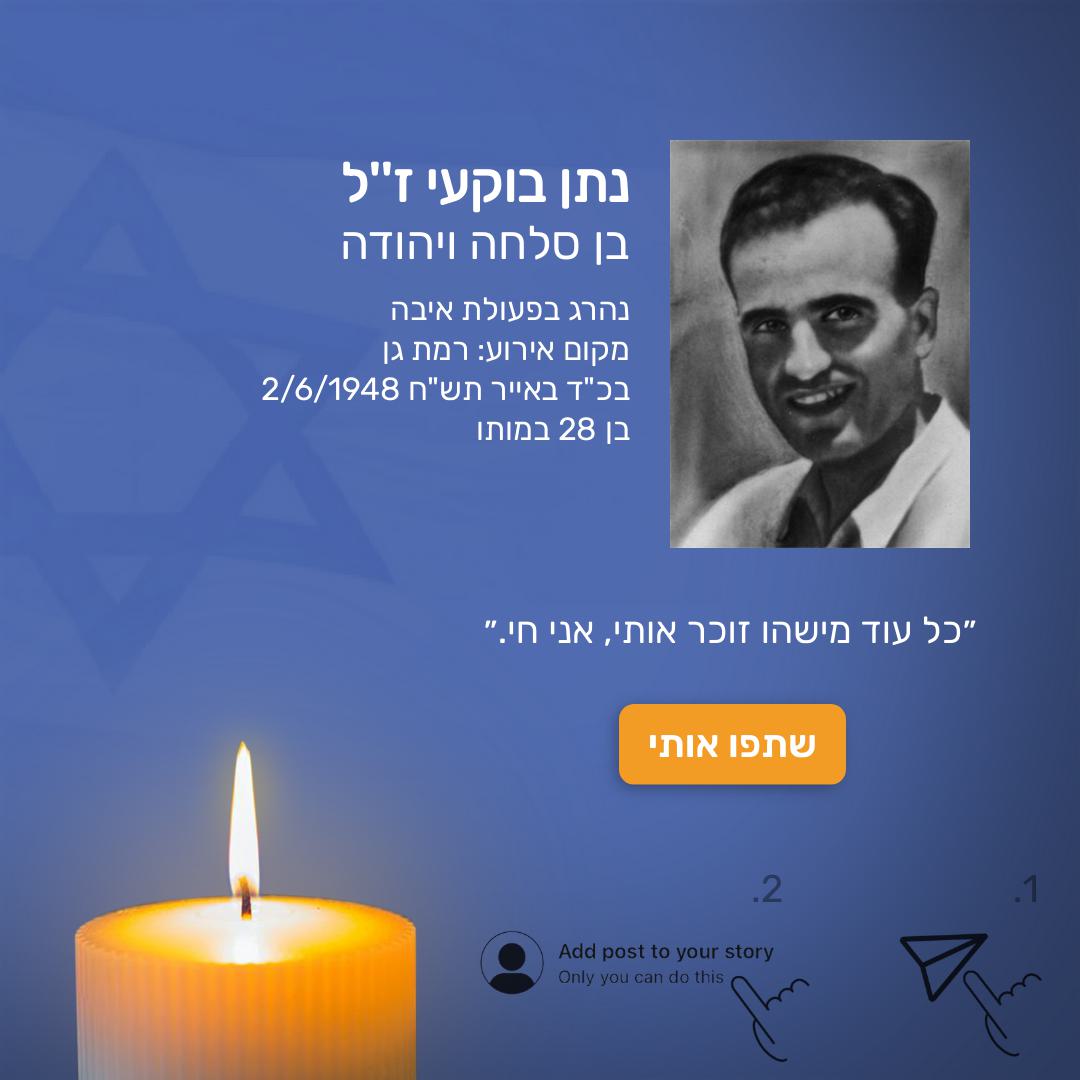 נתן בוקעי ז"ל
בן סלחה ויהודה
נהרג בפעולת איבה
מקום אירוע: רמת גן
בכ"ד באייר תש"ח 2/6/1948
בן 28 במותו
״כל עוד מישהו זוכר אותי, אני חי.״
שתפו אותי
1.
2.
Add post to your story
Only you can do this